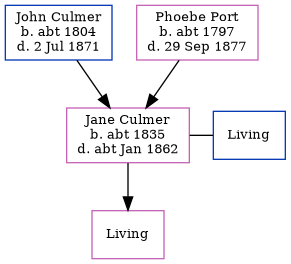 John Culmer
b. abt 1804
d. 2 Jul 1871
Phoebe Port
b. abt 1797
d. 29 Sep 1877
Jane Culmer
b. abt 1835
d. abt Jan 1862
Living
Living